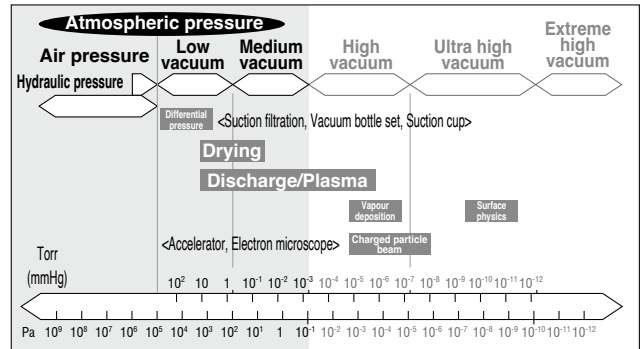 Atmospheric pressure
Air pressure
Low
vacuum
Medium
vacuum
High
vacuum
Ultra high
vacuum
Extreme
high
vacuum
Hydraulic pressure
Differential
pressure
<Suction filtration, Vacuum bottle set, Suction cup>
Drying
Discharge/Plasma
Vapour
deposition
Surface
physics
<Accelerator, Electron microscope>
Charged particle
beam
Torr
(mmHg)
10² 10 1 10⁻¹ 10⁻² 10⁻³ 10⁻⁴ 10⁻⁵ 10⁻⁶ 10⁻⁷ 10⁻⁸ 10⁻⁹ 10⁻¹⁰ 10⁻¹¹ 10⁻¹²
Pa 10⁹ 10⁸ 10⁷ 10⁶ 10⁵ 10⁴ 10³ 10² 10¹ 1 10⁻¹ 10⁻² 10⁻³ 10⁻⁴ 10⁻⁵ 10⁻⁶ 10⁻⁷ 10⁻⁸ 10⁻⁹ 10⁻¹⁰ 10⁻¹¹ 10⁻¹²